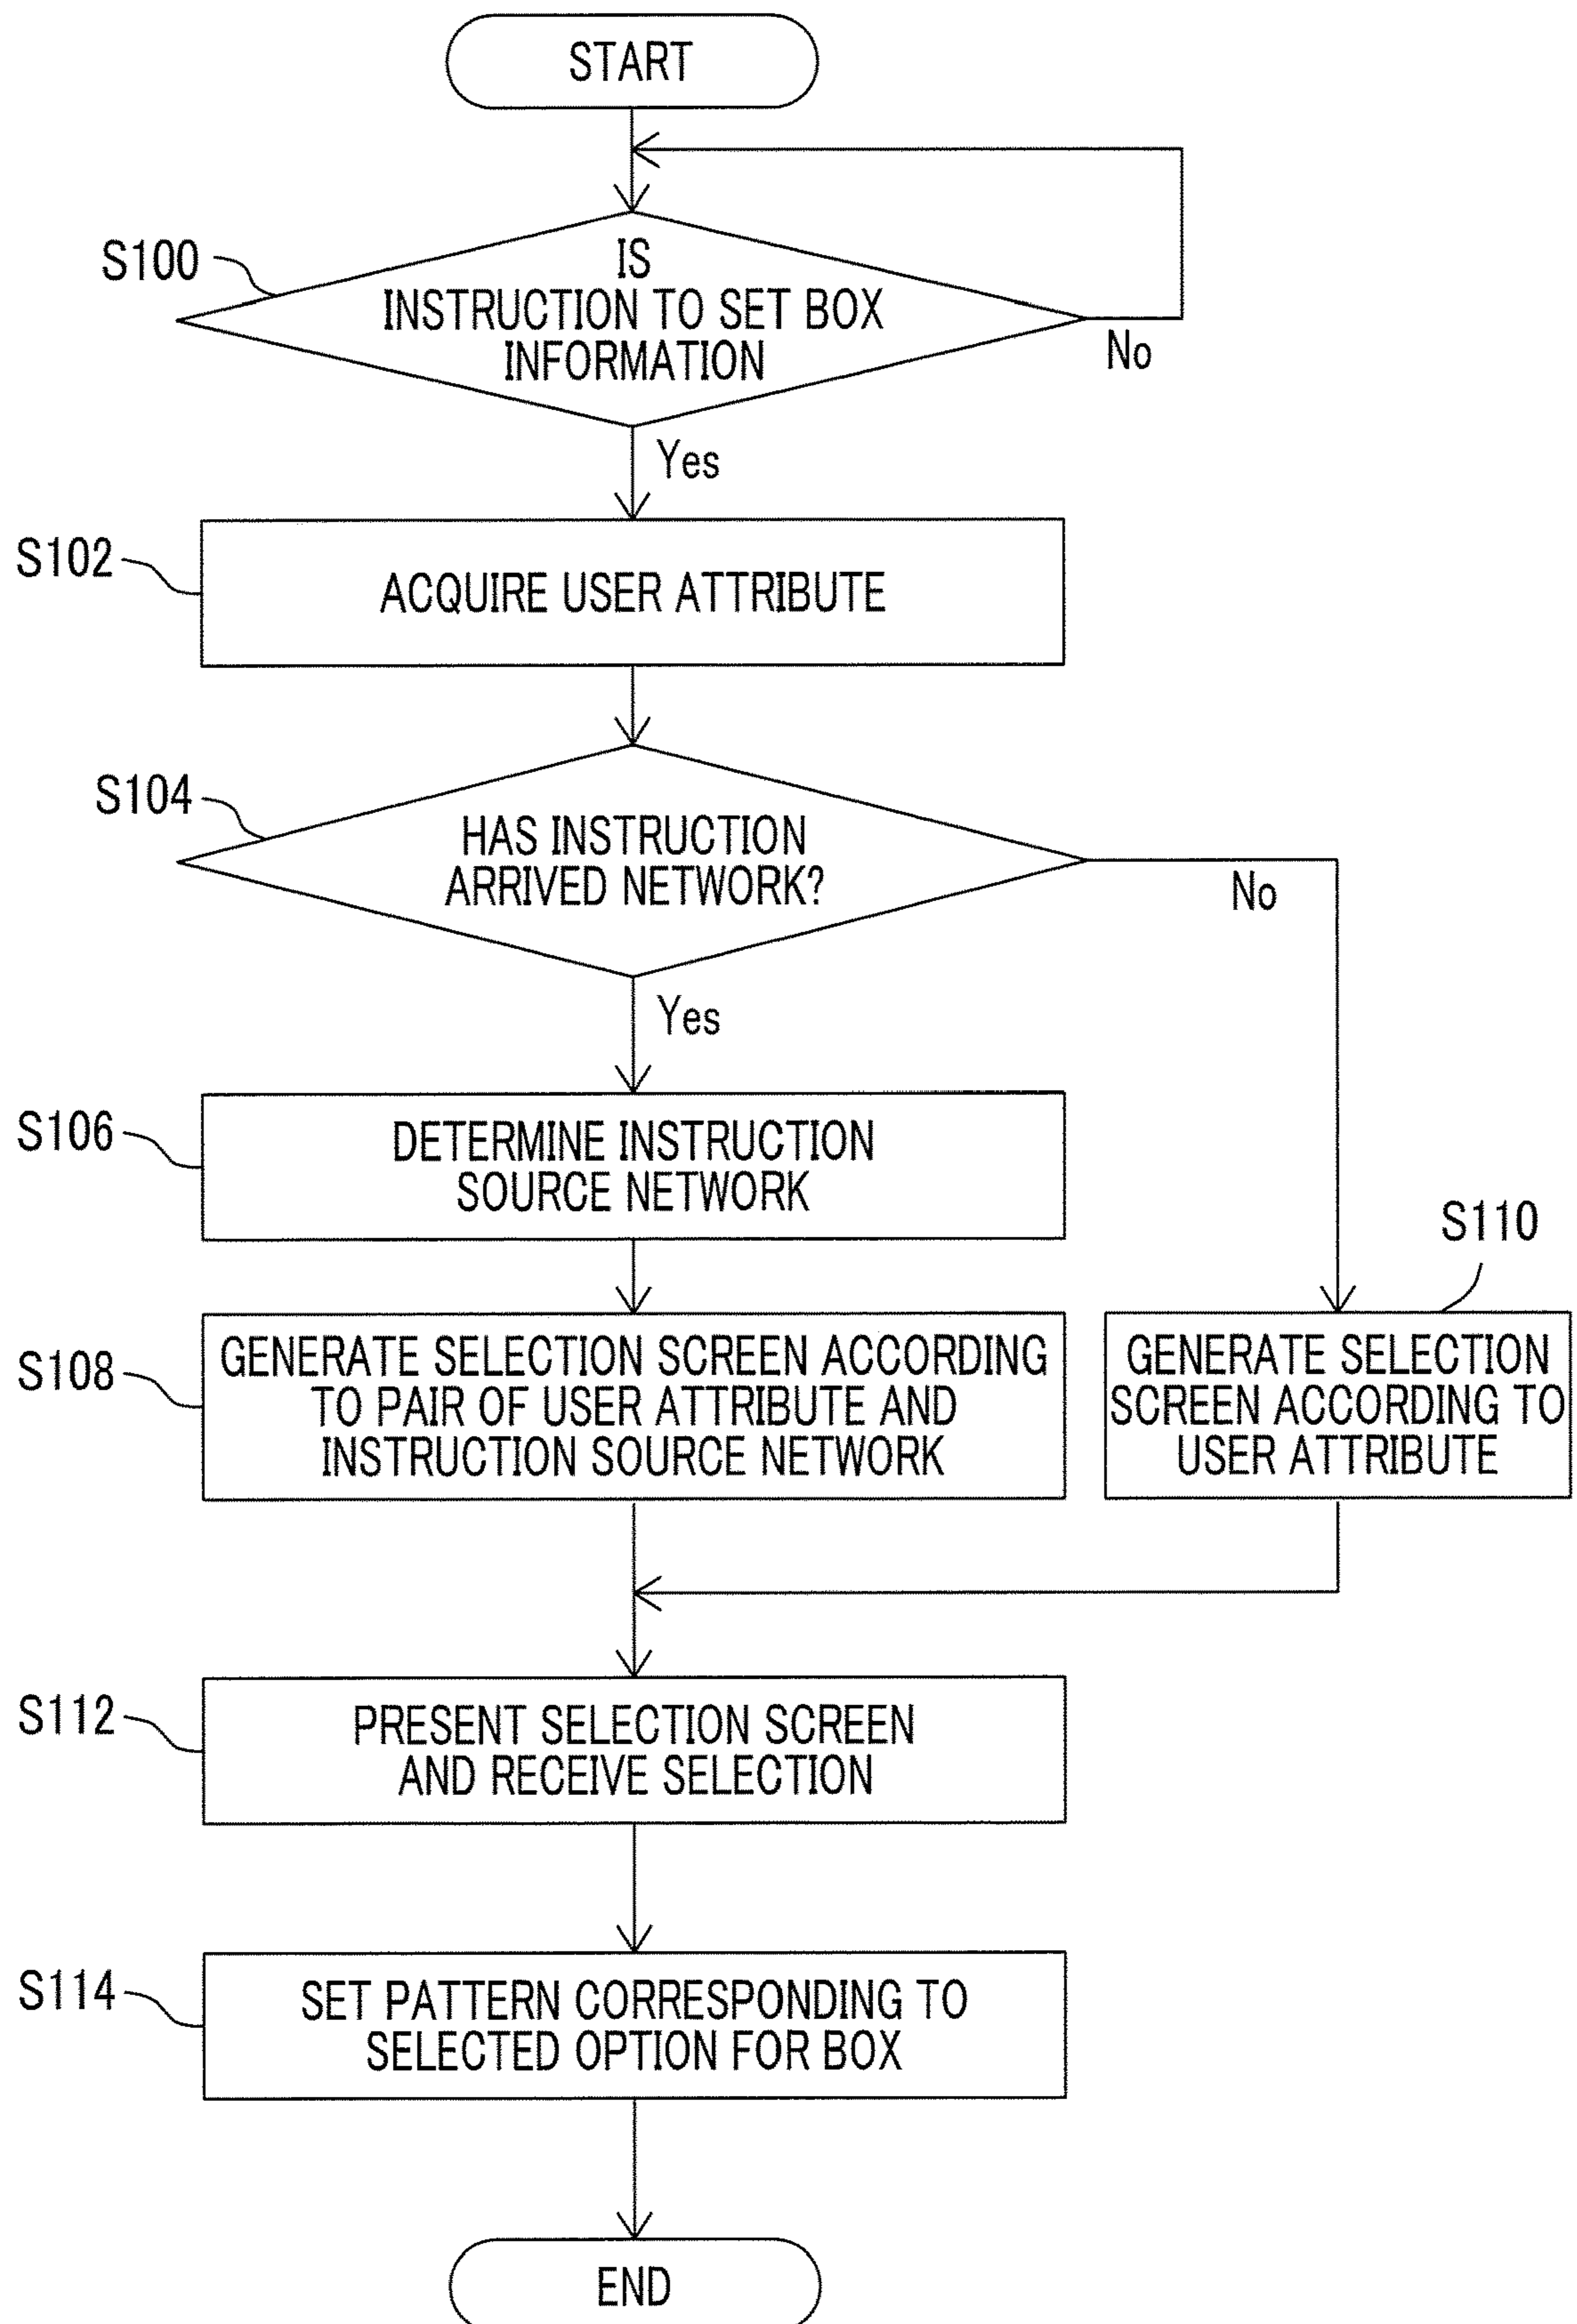 START
S100
IS
INSTRUCTION TO SET BOX
INFORMATION
No
Yes
S102
ACQUIRE USER ATTRIBUTE
S104
HAS INSTRUCTION
ARRIVED NETWORK?
No
Yes
S106
DETERMINE INSTRUCTION
SOURCE NETWORK
S108
GENERATE SELECTION SCREEN ACCORDING
TO PAIR OF USER ATTRIBUTE AND
INSTRUCTION SOURCE NETWORK
S110
GENERATE SELECTION
SCREEN ACCORDING TO
USER ATTRIBUTE
S112
PRESENT SELECTION SCREEN
AND RECEIVE SELECTION
S114
SET PATTERN CORRESPONDING TO
SELECTED OPTION FOR BOX
END